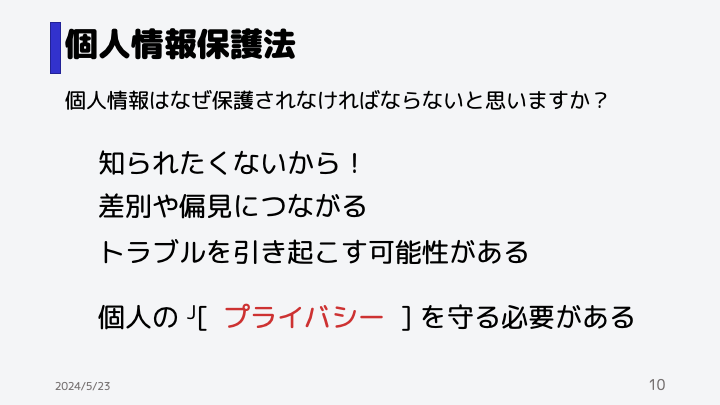 個人情報保護法
個人情報はなぜ保護されなければならないと思いますか？
知られたくないから！
差別や偏見につながる
トラブルを引き起こす可能性がある
個人の ┘[ プライバシー ] を守る必要がある
2024/5/23
10